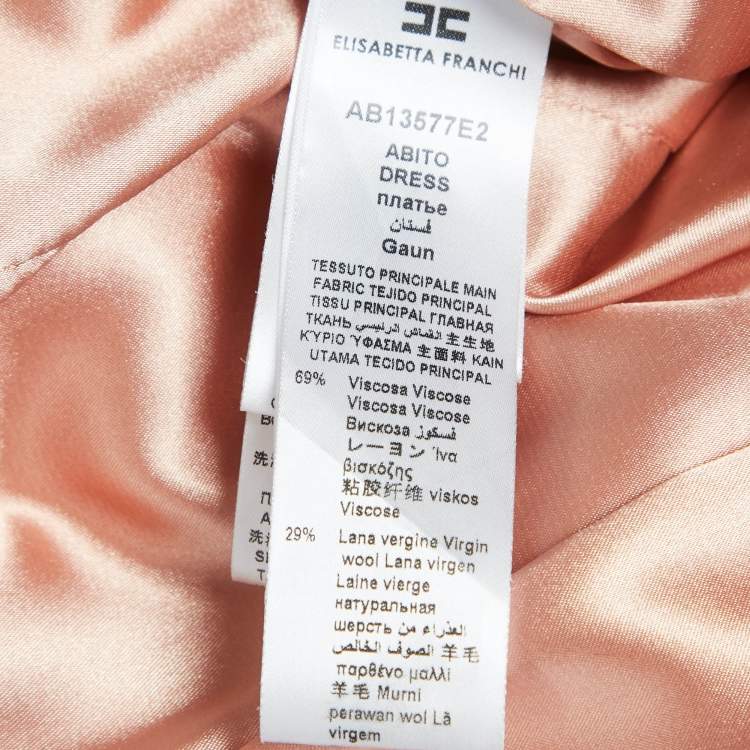 ELISABETTA FRANCHI
AB13577E2
ABITO
DRESS
платье
فستان
Gaun
TESSUTO PRINCIPALE MAIN
FABRIC TEJIDO PRINCIPAL
TISSU PRINCIPAL ГЛАВНАЯ
ТКАНЬ القماش الرئيسي 主生地
ΚΎΡΙΟ ΎΦΑΣΜΑ 主面料 KAIN
UTAMA TECIDO PRINCIPAL
69% Viscosa Viscose
Viscosa Viscose
Вискоза فسكوز
レーヨン Ίνα
βισκόζης
粘胶纤维 viskos
Viscose
29% Lana vergine Virgin
wool Lana virgen
Laine vierge
натуральная
шерсть العذراء من
الصوف الخالص 羊毛
παρθένο μαλλί
羊毛 Murni
perawan wol Lã
virgem